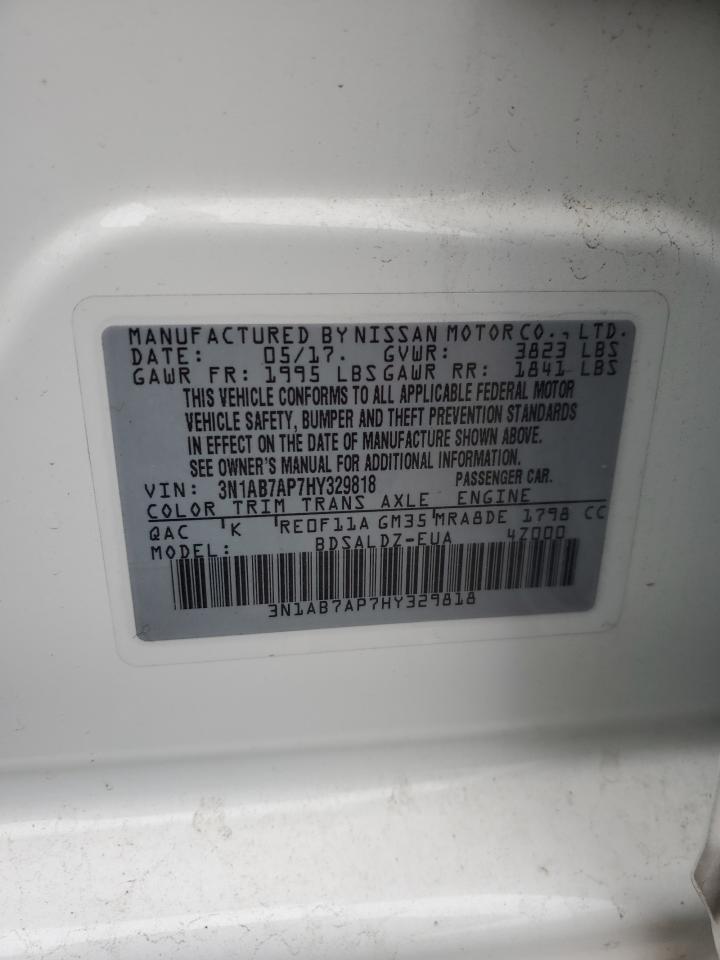 MANUFACTURED BY NISSAN MOTOR CO., LTD.
DATE: 05/17. GVWR: 3823 LBS
GAWR FR: 1995 LBS GAWR RR: 1841 LBS
THIS VEHICLE CONFORMS TO ALL APPLICABLE FEDERAL MOTOR
VEHICLE SAFETY, BUMPER AND THEFT PREVENTION STANDARDS
IN EFFECT ON THE DATE OF MANUFACTURE SHOWN ABOVE.
SEE OWNER'S MANUAL FOR ADDITIONAL INFORMATION.
VIN: 3N1AB7AP7HY329818 PASSENGER CAR.
COLOR TRIM TRANS AXLE ENGINE
QAC K RE0F11A GM35 MRA8DE 1798 CC
MODEL: BDSALDZ-EUA 4Z000
3N1AB7AP7HY329818